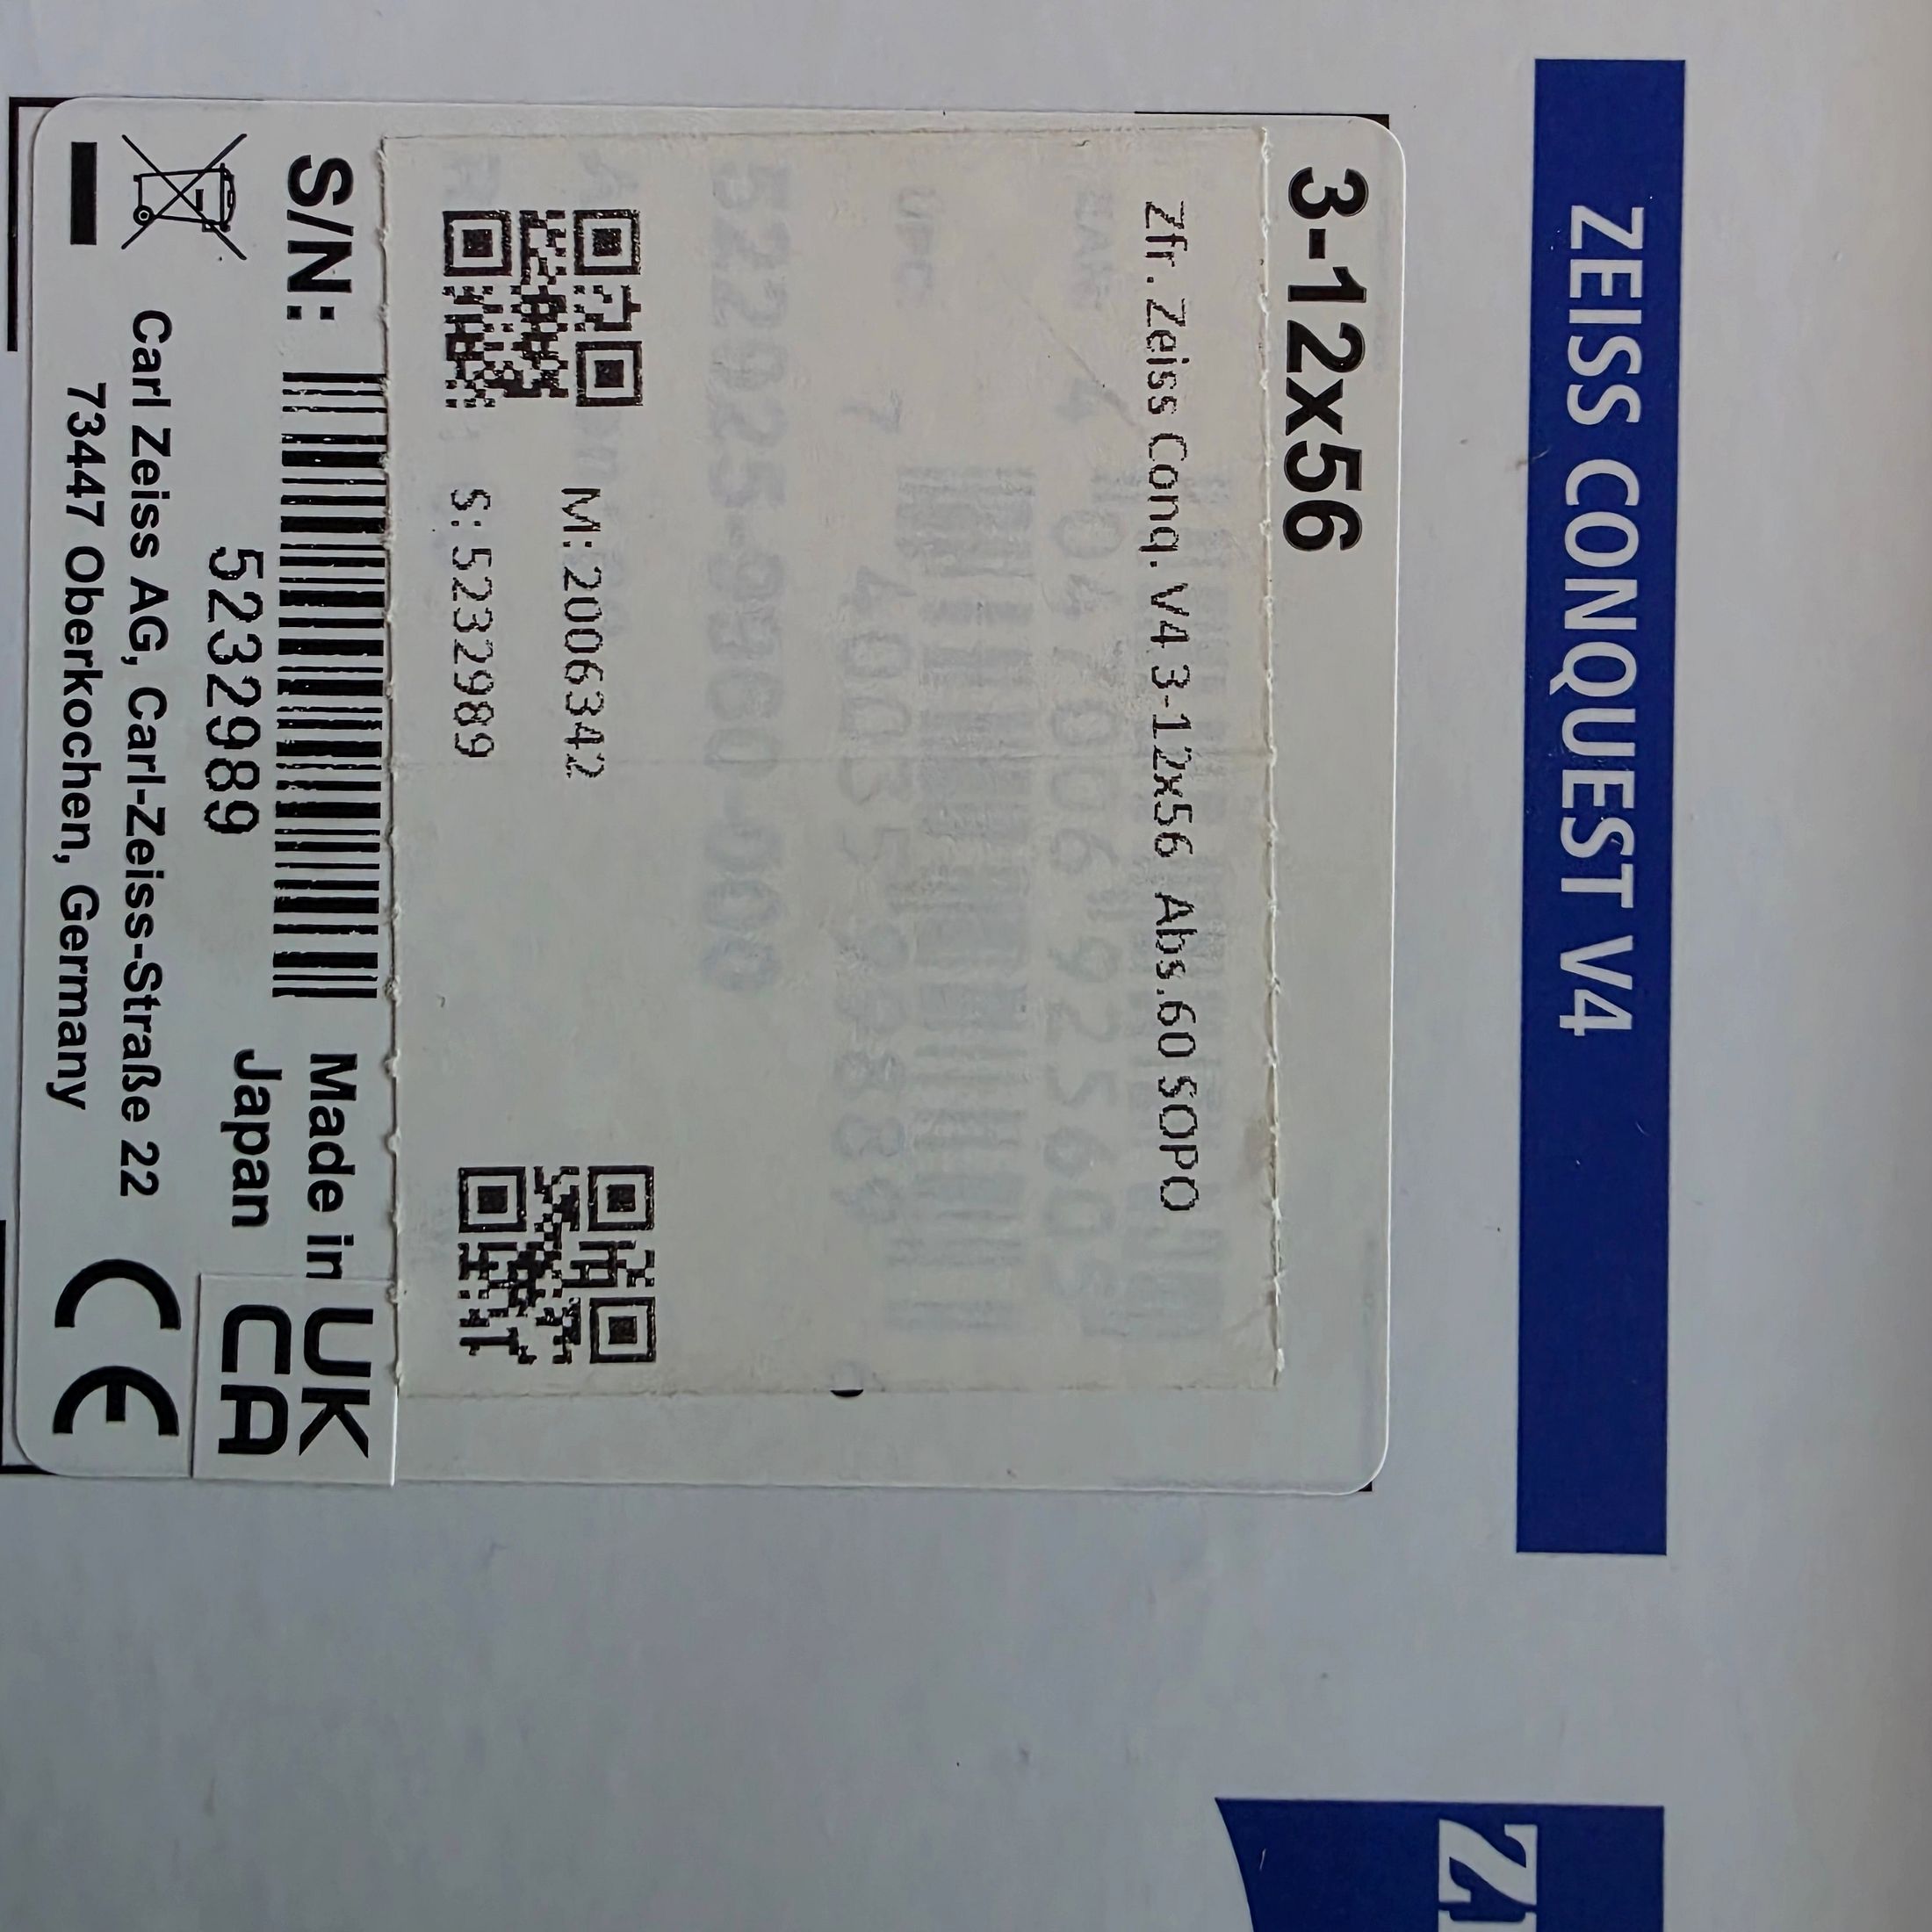 ZEISS CONQUEST V4
3-12x56
Zfr. Zeiss Conq. V4 3-12x56 Abs.60 SOPO
M:2006342
S:5232989
S/N:
5232989
Made in
Japan
UK
CA
Carl Zeiss AG, Carl-Zeiss-Straße 22
73447 Oberkochen, Germany
CE